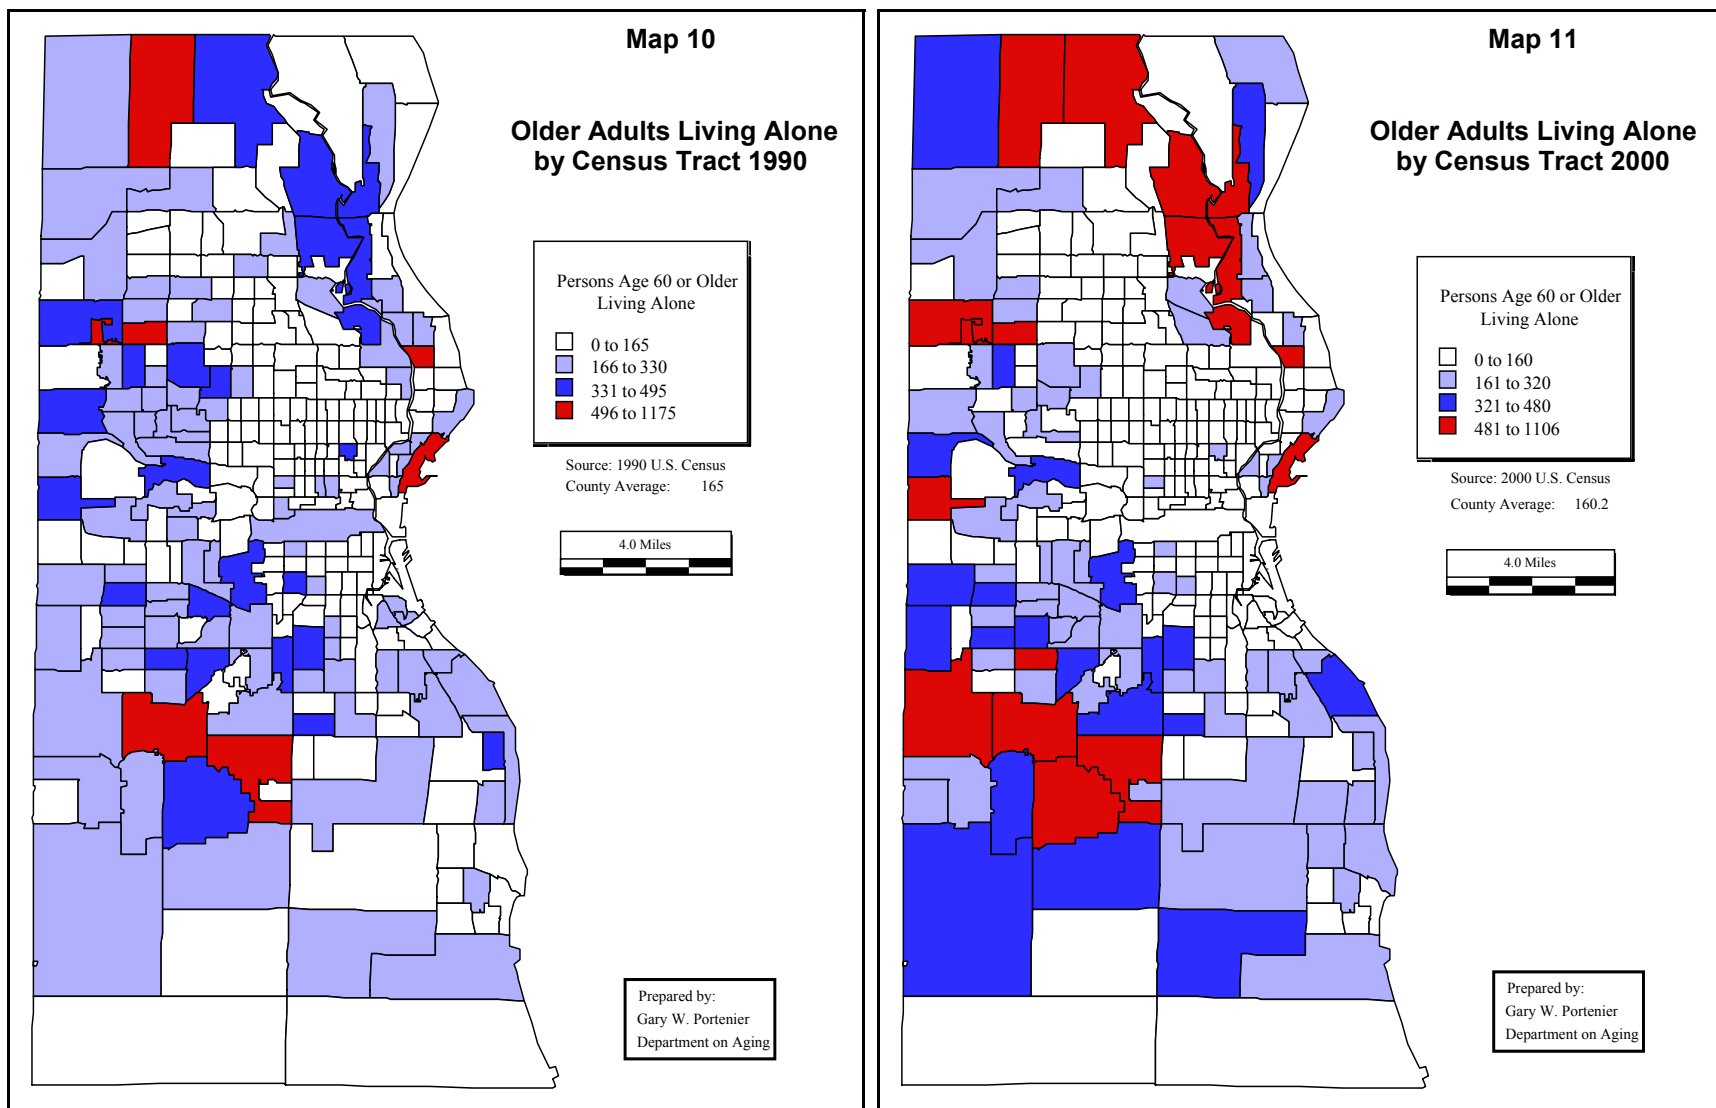 Map 10
Older Adults Living Alone
by Census Tract 1990
Persons Age 60 or Older
Living Alone
0 to 165
166 to 330
331 to 495
496 to 1175
Source: 1990 U.S. Census
County Average: 165
4.0 Miles
Prepared by:
Gary W. Portenier
Department on Aging
Map 11
Older Adults Living Alone
by Census Tract 2000
Persons Age 60 or Older
Living Alone
0 to 160
161 to 320
321 to 480
481 to 1106
Source: 2000 U.S. Census
County Average: 160.2
4.0 Miles
Prepared by:
Gary W. Portenier
Department on Aging